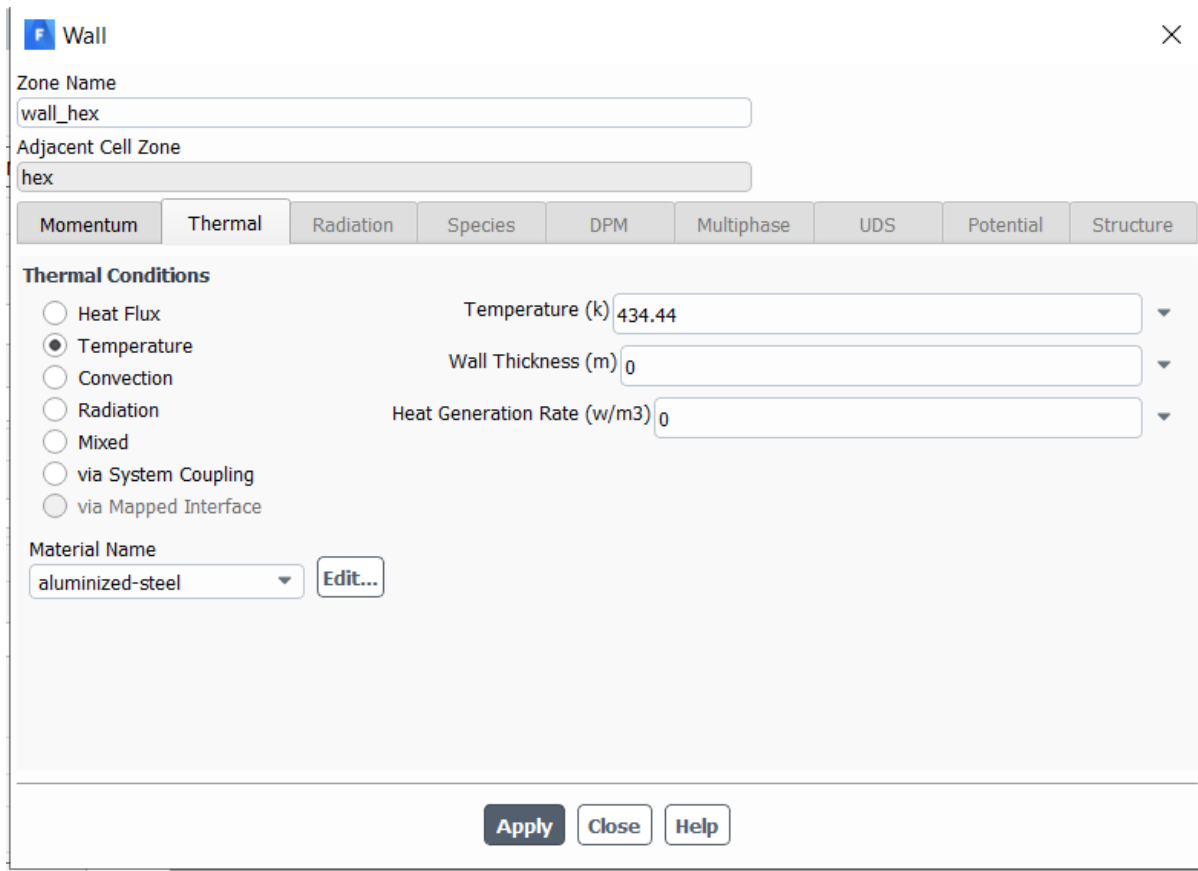 F Wall
Zone Name
wall_hex
Adjacent Cell Zone
hex
Momentum Thermal Radiation Species DPM Multiphase UDS Potential Structure
Thermal Conditions
Heat Flux
Temperature
Convection
Radiation
Mixed
via System Coupling
via Mapped Interface
Temperature (k) 434.44
Wall Thickness (m) 0
Heat Generation Rate (w/m3) 0
Material Name
aluminized-steel Edit...
Apply Close Help